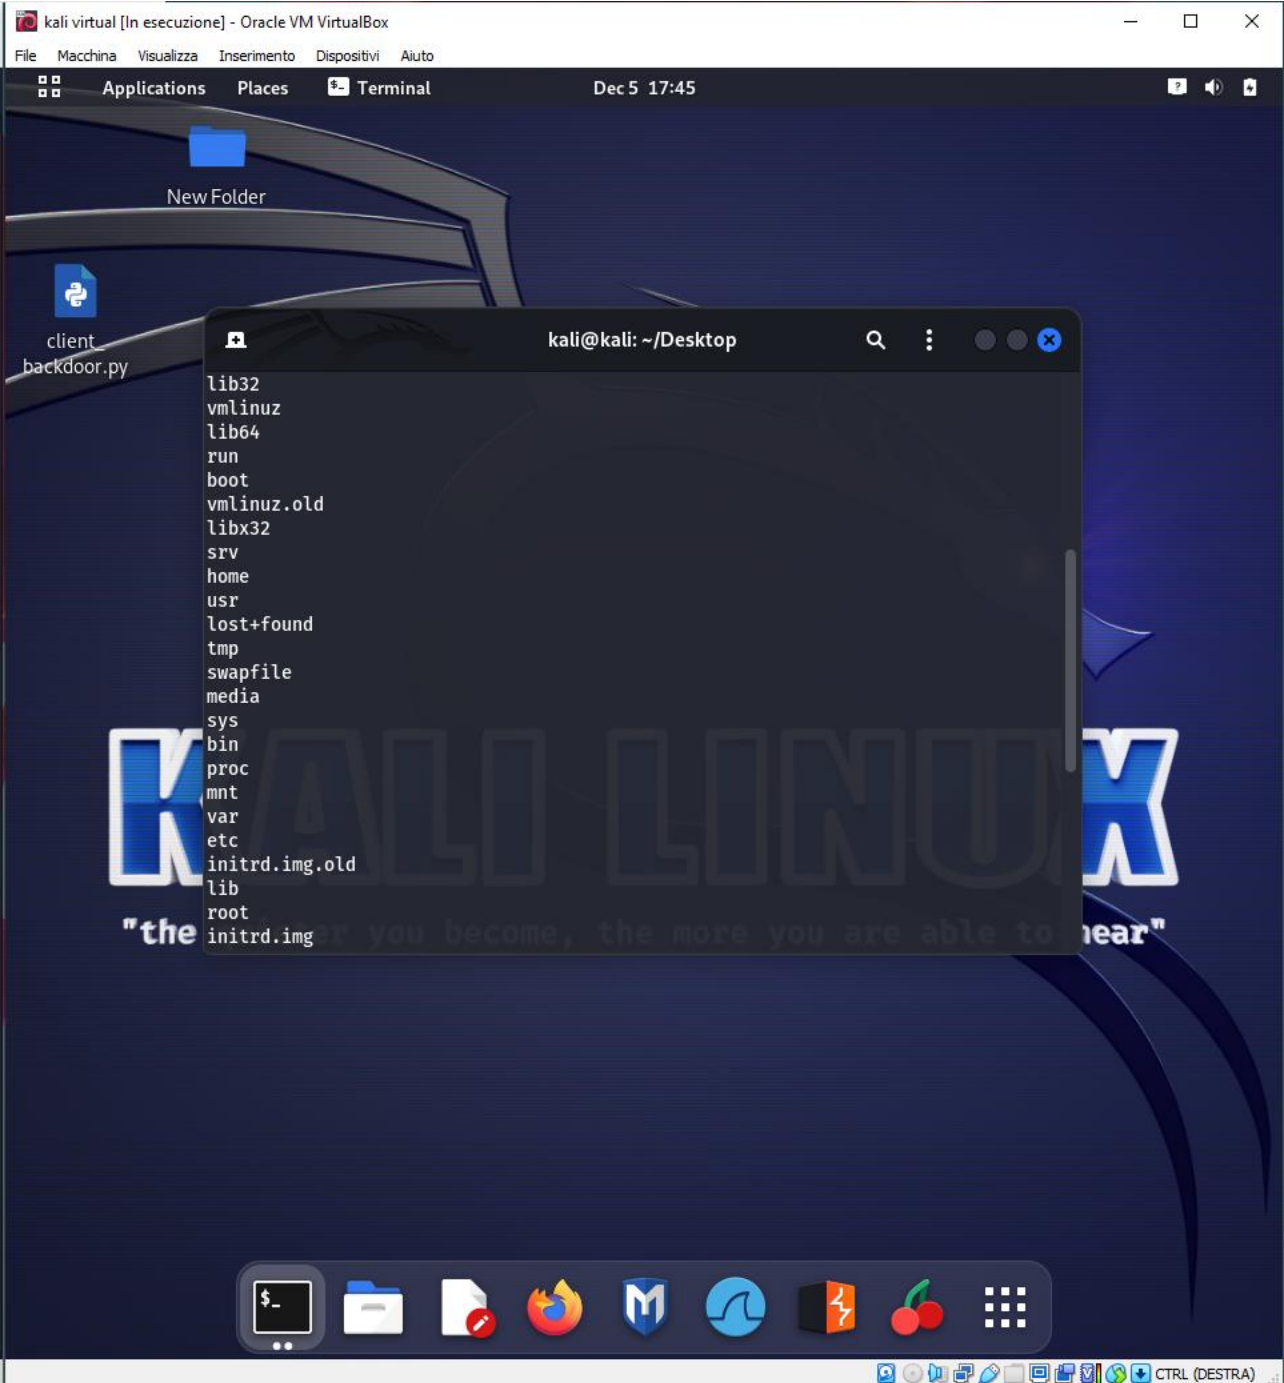 kali virtual [In esecuzione] - Oracle VM VirtualBox
File Macchina Visualizza Inserimento Dispositivi Aiuto
Applications Places Terminal Dec 5 17:45
New Folder
client_
backdoor.py
kali@kali: ~/Desktop
lib32
vmlinuz
lib64
run
boot
vmlinuz.old
libx32
srv
home
usr
lost+found
tmp
swapfile
media
sys
bin
proc
mnt
var
etc
initrd.img.old
lib
root
initrd.img
KALI LINUX
"the you become, the more you are able to hear"
$_
CTRL (DESTRA)